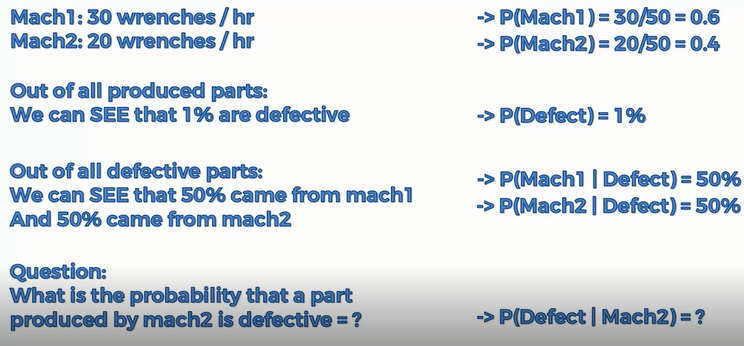 Mach1: 30 wrenches / hr -> P(Mach1) = 30/50 = 0.6
Mach2: 20 wrenches / hr -> P(Mach2) = 20/50 = 0.4
Out of all produced parts:
We can SEE that 1% are defective -> P(Defect) = 1%
Out of all defective parts:
We can SEE that 50% came from mach1 -> P(Mach1 | Defect) = 50%
And 50% came from mach2 -> P(Mach2 | Defect) = 50%
Question:
What is the probability that a part
produced by mach2 is defective = ? -> P(Defect | Mach2) = ?